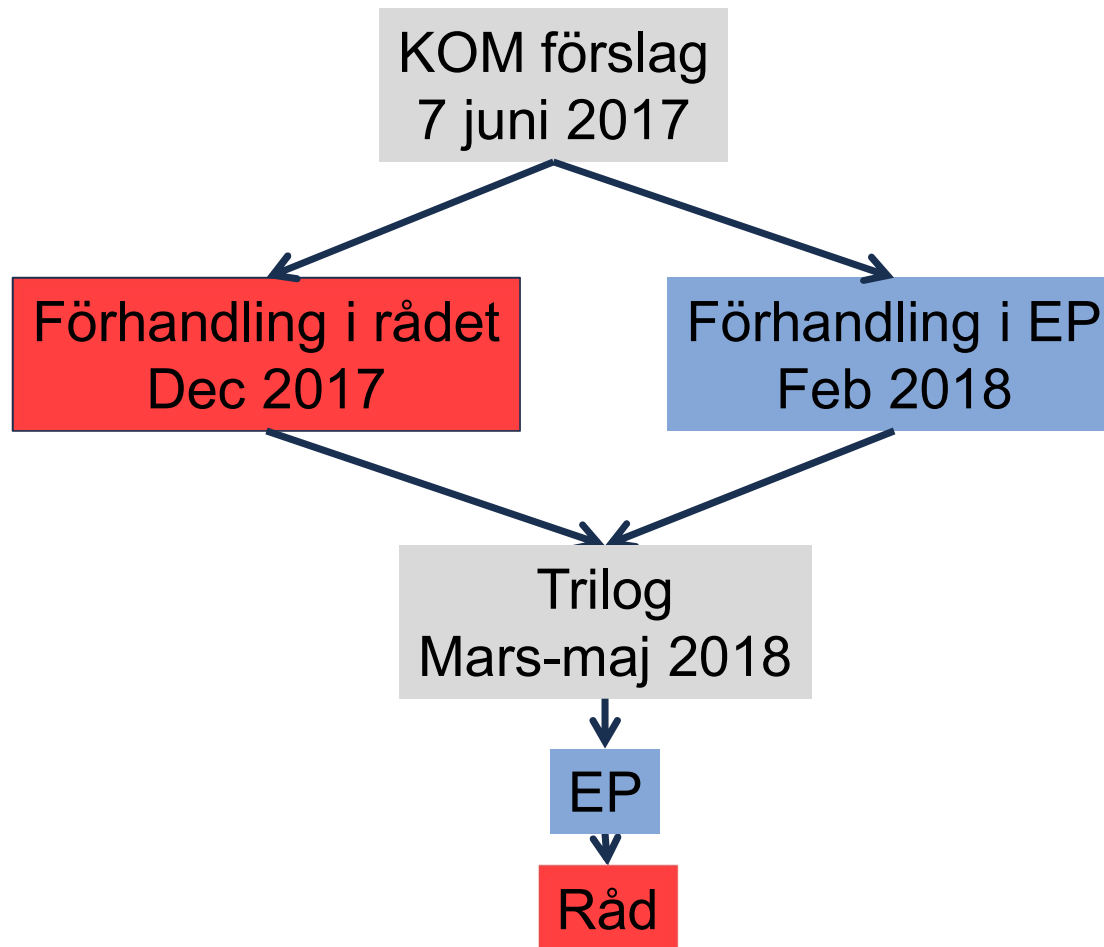 KOM förslag
7 juni 2017
Förhandling i rådet
Dec 2017
Förhandling i EP
Feb 2018
Trilog
Mars-maj 2018
EP
Råd